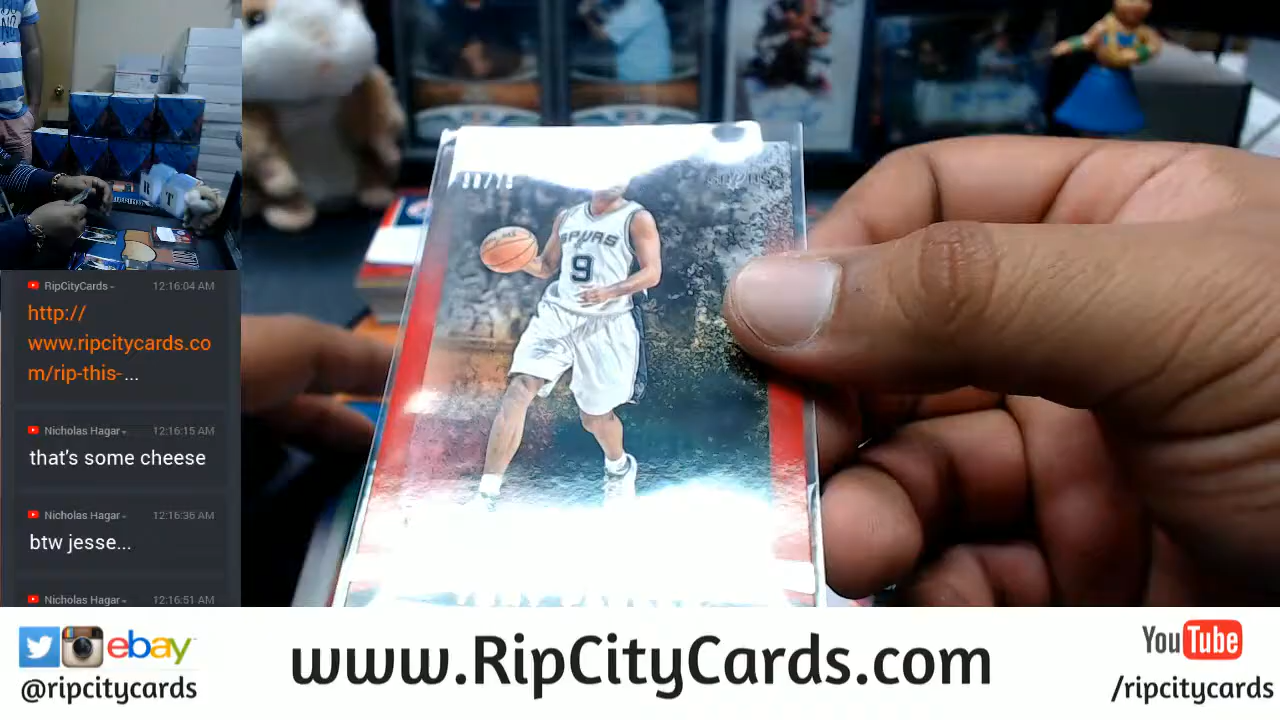 RipCityCards
12:16:04 AM
http://
www.ripcitycards.co
m/rip-this-...
Nicholas Hagar
12:16:15 AM
that's some cheese
Nicholas Hagar
12:16:36 AM
btw jesse...
Nicholas Hagar
12:16:51 AM
SPURS
9
ebay
@ripcitycards
www.RipCityCards.com
YouTube
/ripcitycards